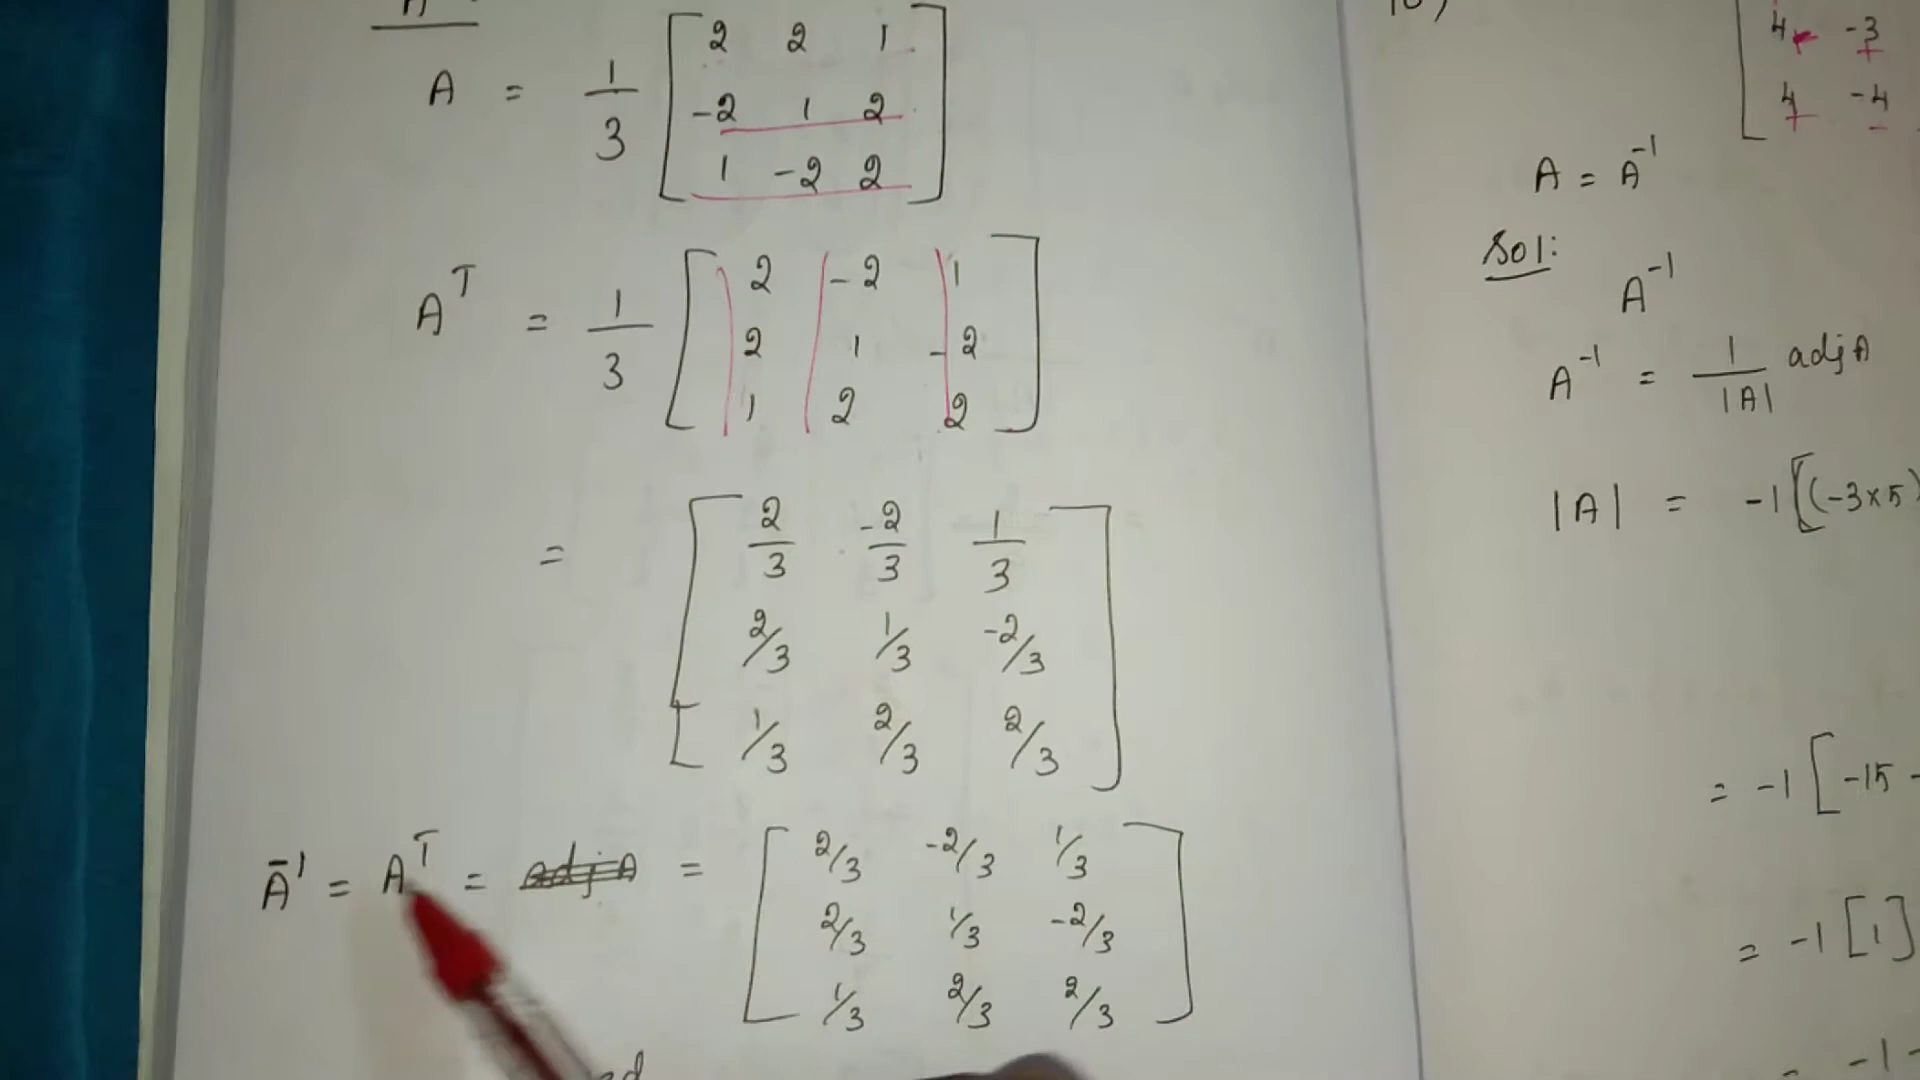 A = 1/3 [ 2 2 1
-2 1 2
1 -2 2 ]
A^T = 1/3 [ 2 -2 1
2 1 -2
1 2 2 ]
= [ 2/3 -2/3 1/3
2/3 1/3 -2/3
1/3 2/3 2/3 ]
A^-1 = A^T = adj A = [ 2/3 -2/3 1/3
2/3 1/3 -2/3
1/3 2/3 2/3 ]
4 -3
4 -4
A = A^-1
Sol:
A^-1
A^-1 = 1/|A| adj A
|A| = -1[(-3×5)
= -1[-15 -
= -1[1]
= -1